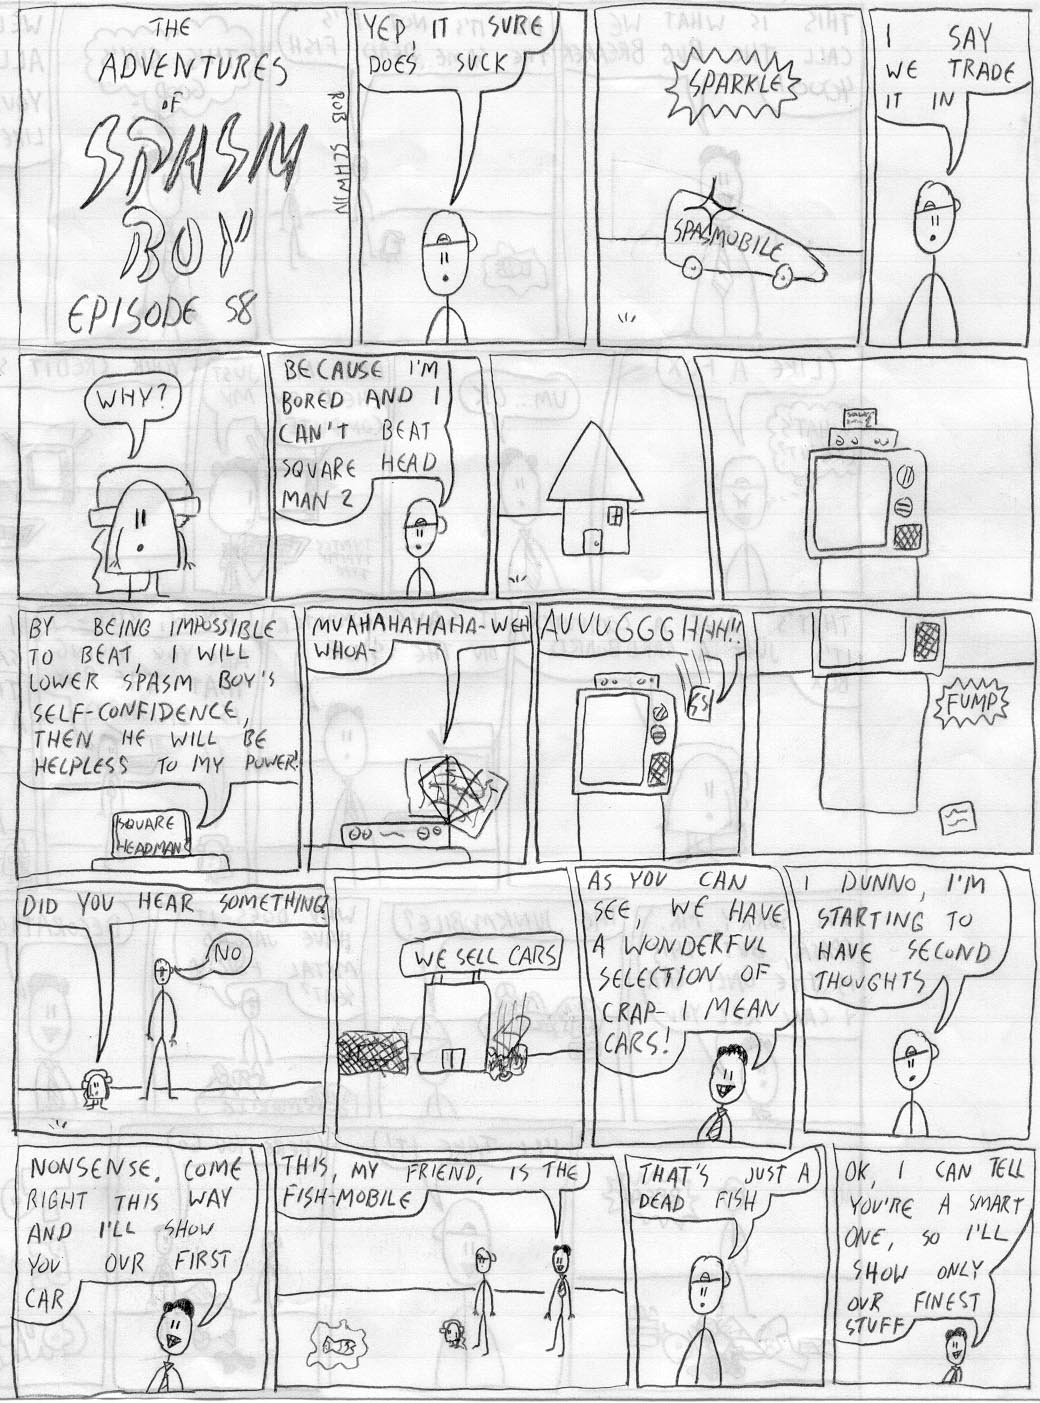 THE
ADVENTURES
OF
SPASM
BOY
EPISODE 58
ROB SCHWIN
YEP, IT SURE
DOES SUCK
SPARKLE
SPASMOBILE
I SAY
WE TRADE
IT IN
WHY?
BECAUSE I'M
BORED AND I
CAN'T BEAT
SQUARE HEAD
MAN 2
BY BEING IMPOSSIBLE
TO BEAT, I WILL
LOWER SPASM BOY'S
SELF-CONFIDENCE,
THEN HE WILL BE
HELPLESS TO MY POWER!
SQUARE
HEADMAN
MUAHAHAHAHA-WEH
WHOA-
AUUUGGGHHH!!
FUMP
DID YOU HEAR SOMETHING?
NO
WE SELL CARS
AS YOU CAN
SEE, WE HAVE
A WONDERFUL
SELECTION OF
CRAP- I MEAN
CARS!
I DUNNO, I'M
STARTING TO
HAVE SECOND
THOUGHTS
NONSENSE. COME
RIGHT THIS WAY
AND I'LL SHOW
YOU OUR FIRST
CAR
THIS, MY FRIEND, IS THE
FISH-MOBILE
THAT'S JUST A
DEAD FISH
OK, I CAN TELL
YOU'RE A SMART
ONE, SO I'LL
SHOW ONLY
OUR FINEST
STUFF